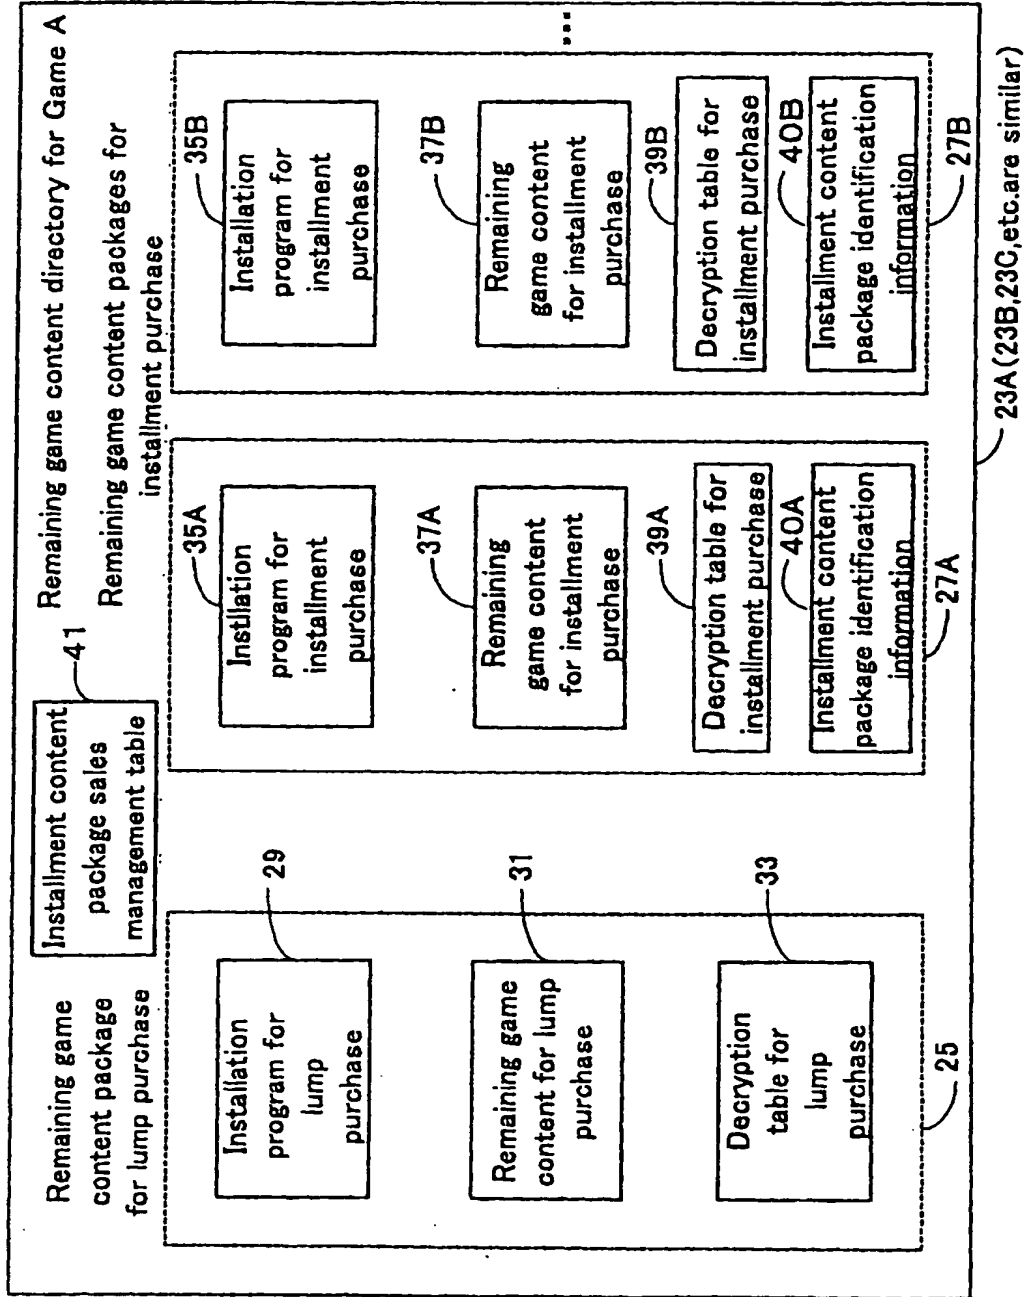 Remaining game content directory for Game A
Remaining game
content package
for lump purchase
Installment content
package sales
management table
41
Remaining game content packages for
installment purchase
Installation
program for
lump
purchase
29
Remaining game
content for lump
purchase
31
Decryption
table for
lump
purchase
33
25
Instllation
program for
installment
purchase
35A
Remaining
game content
for installment
purchase
37A
Decryption table for
installment purchase
39A
Installment content
package identification
information
40A
27A
Installation
program for
installment
purchase
35B
Remaining
game content
for installment
purchase
37B
Decryption table for
installment purchase
39B
Installment content
package identification
information
40B
27B
...
23A(23B,23C,etc.are similar)